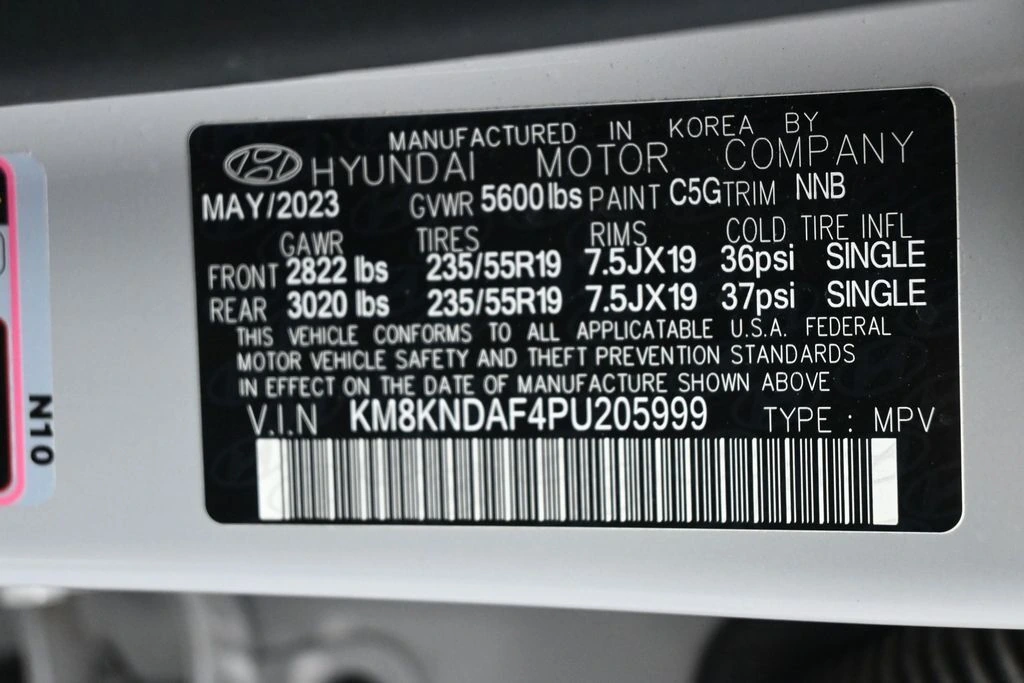 MANUFACTURED IN KOREA BY
HYUNDAI MOTOR COMPANY
MAY/2023 GVWR 5600lbs PAINT C5G TRIM NNB
GAWR TIRES RIMS COLD TIRE INFL
FRONT 2822 lbs 235/55R19 7.5JX19 36psi SINGLE
REAR 3020 lbs 235/55R19 7.5JX19 37psi SINGLE
THIS VEHICLE CONFORMS TO ALL APPLICATABLE U.S.A. FEDERAL
MOTOR VEHICLE SAFETY AND THEFT PREVENTION STANDARDS
IN EFFECT ON THE DATE OF MANUFACTURE SHOWN ABOVE
V.I.N KM8KNDAF4PU205999 TYPE : MPV
N10